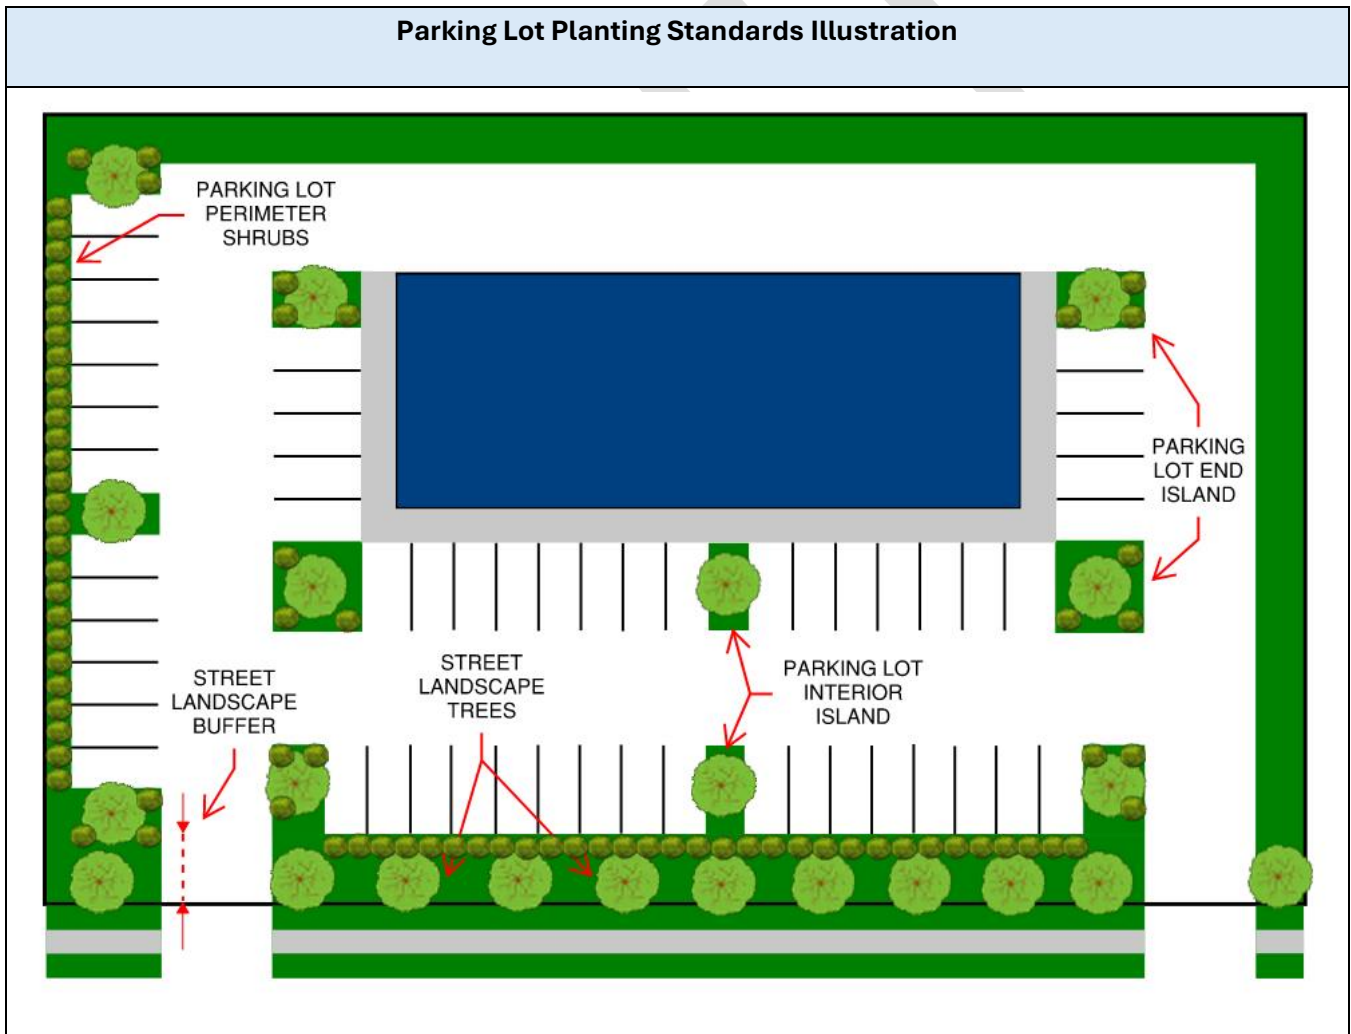 Parking Lot Planting Standards Illustration
PARKING LOT
PERIMETER
SHRUBS
PARKING
LOT END
ISLAND
STREET
LANDSCAPE
BUFFER
STREET
LANDSCAPE
TREES
PARKING LOT
INTERIOR
ISLAND